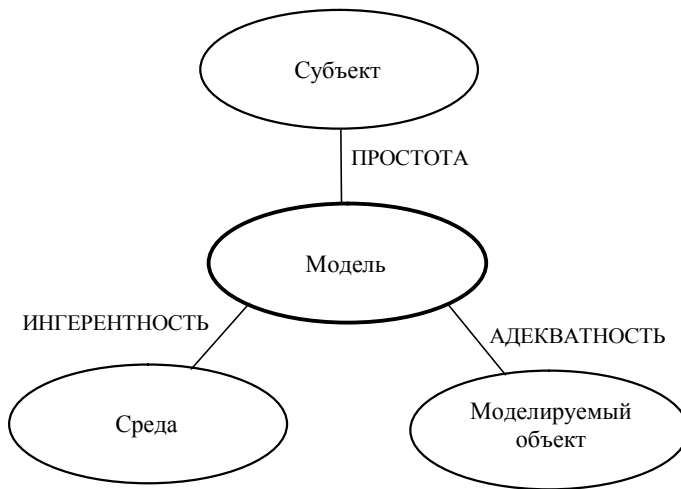 Субъект
ПРОСТОТА
Модель
ИНГЕРЕНТНОСТЬ
АДЕКВАТНОСТЬ
Среда
Моделируемый
объект